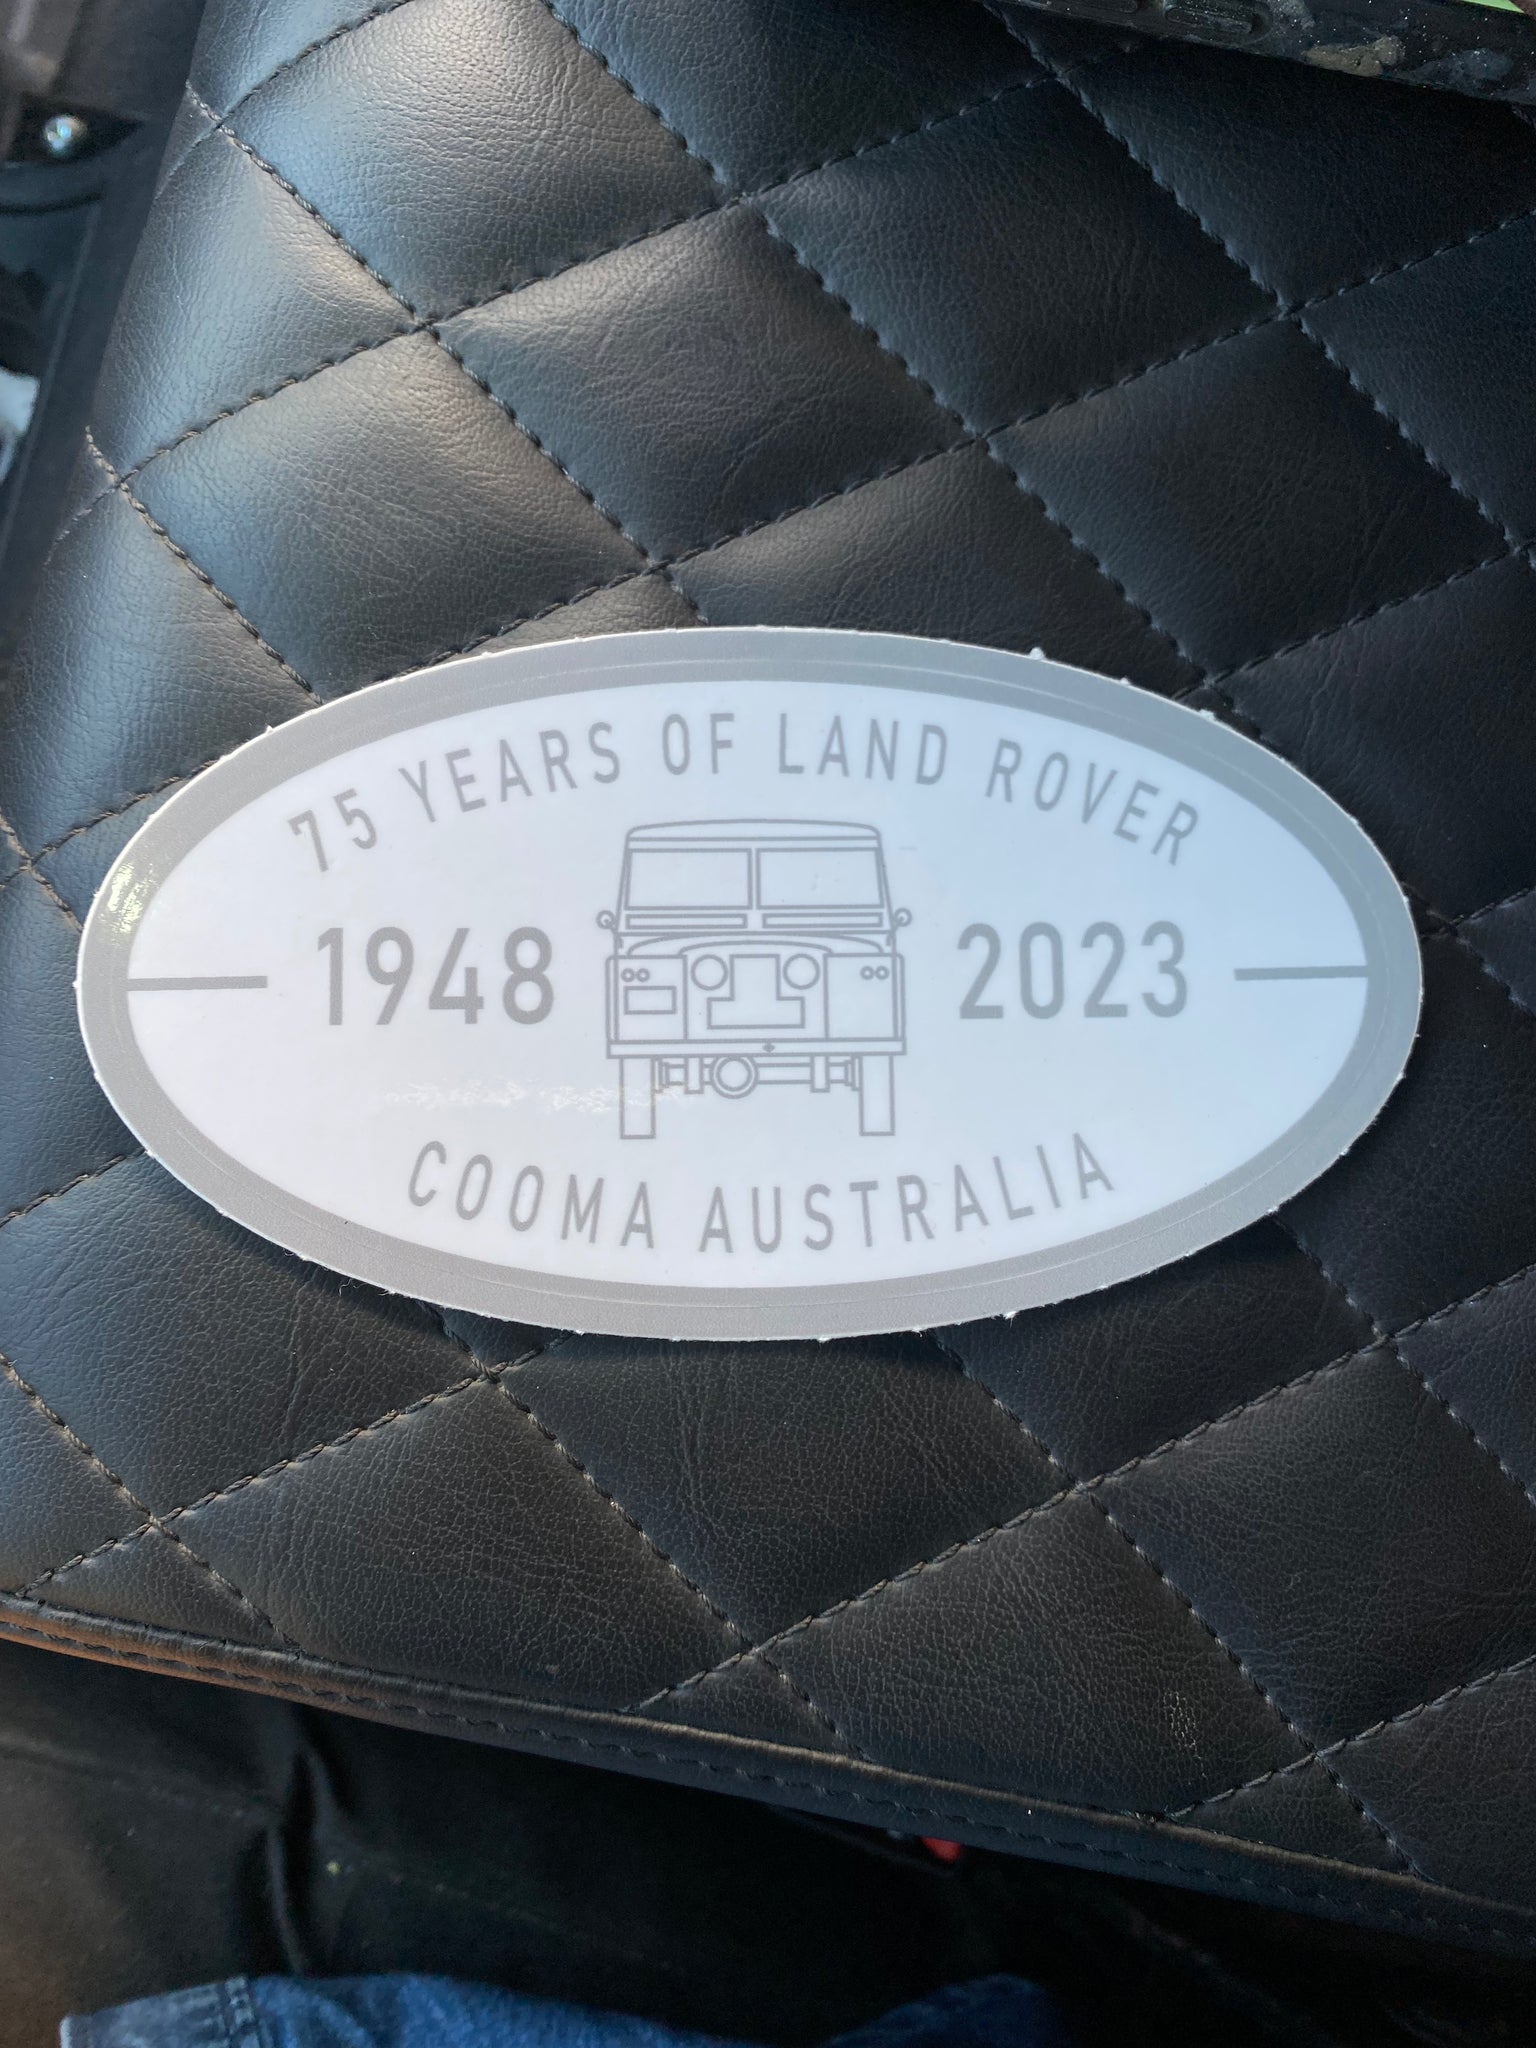 75 YEARS OF LAND ROVER
1948 2023
COOMA AUSTRALIA